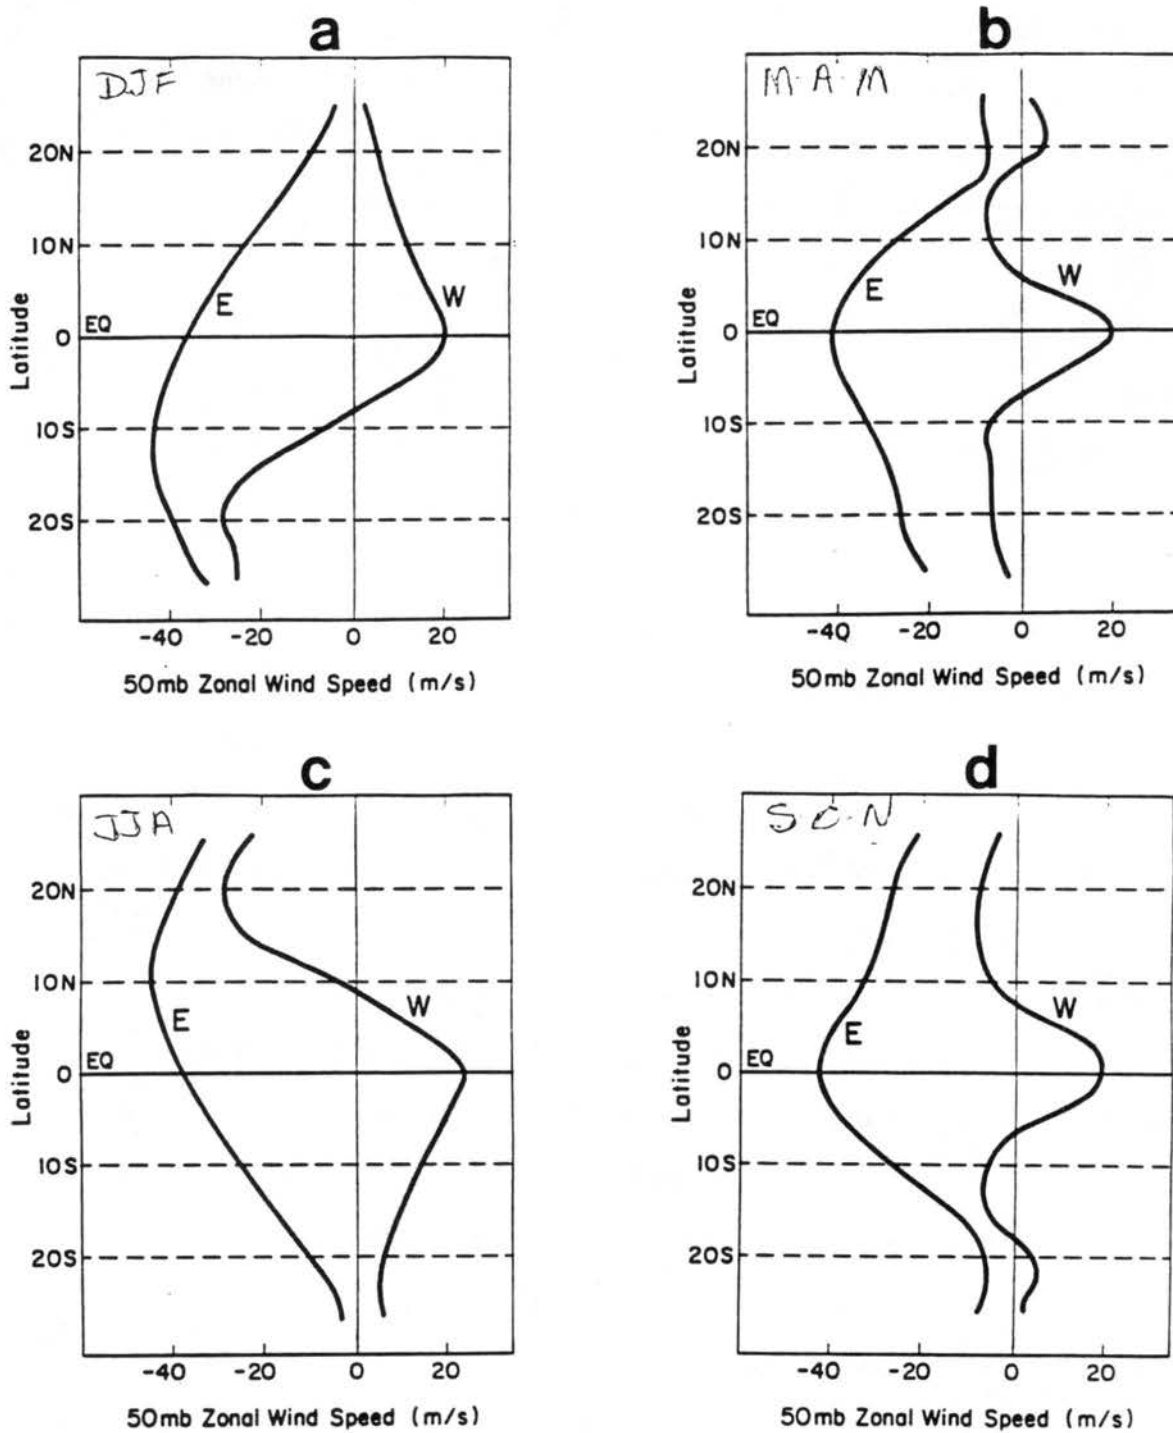 a
DJF
20N
10N
E
W
EQ
0
10S
20S
Latitude
-40 -20 0 20
50mb Zonal Wind Speed (m/s)
b
M·A·M
20N
10N
E
W
EQ
0
10S
20S
Latitude
-40 -20 0 20
50mb Zonal Wind Speed (m/s)
c
JJA
20N
10N
E
W
EQ
0
10S
20S
Latitude
-40 -20 0 20
50mb Zonal Wind Speed (m/s)
d
S·O·N
20N
10N
E
W
EQ
0
10S
20S
Latitude
-40 -20 0 20
50mb Zonal Wind Speed (m/s)